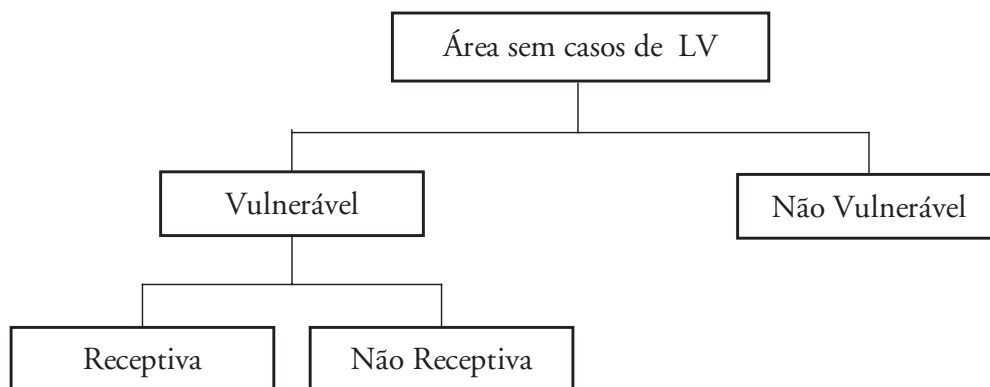 Área sem casos de LV
Vulnerável
Não Vulnerável
Receptiva
Não Receptiva